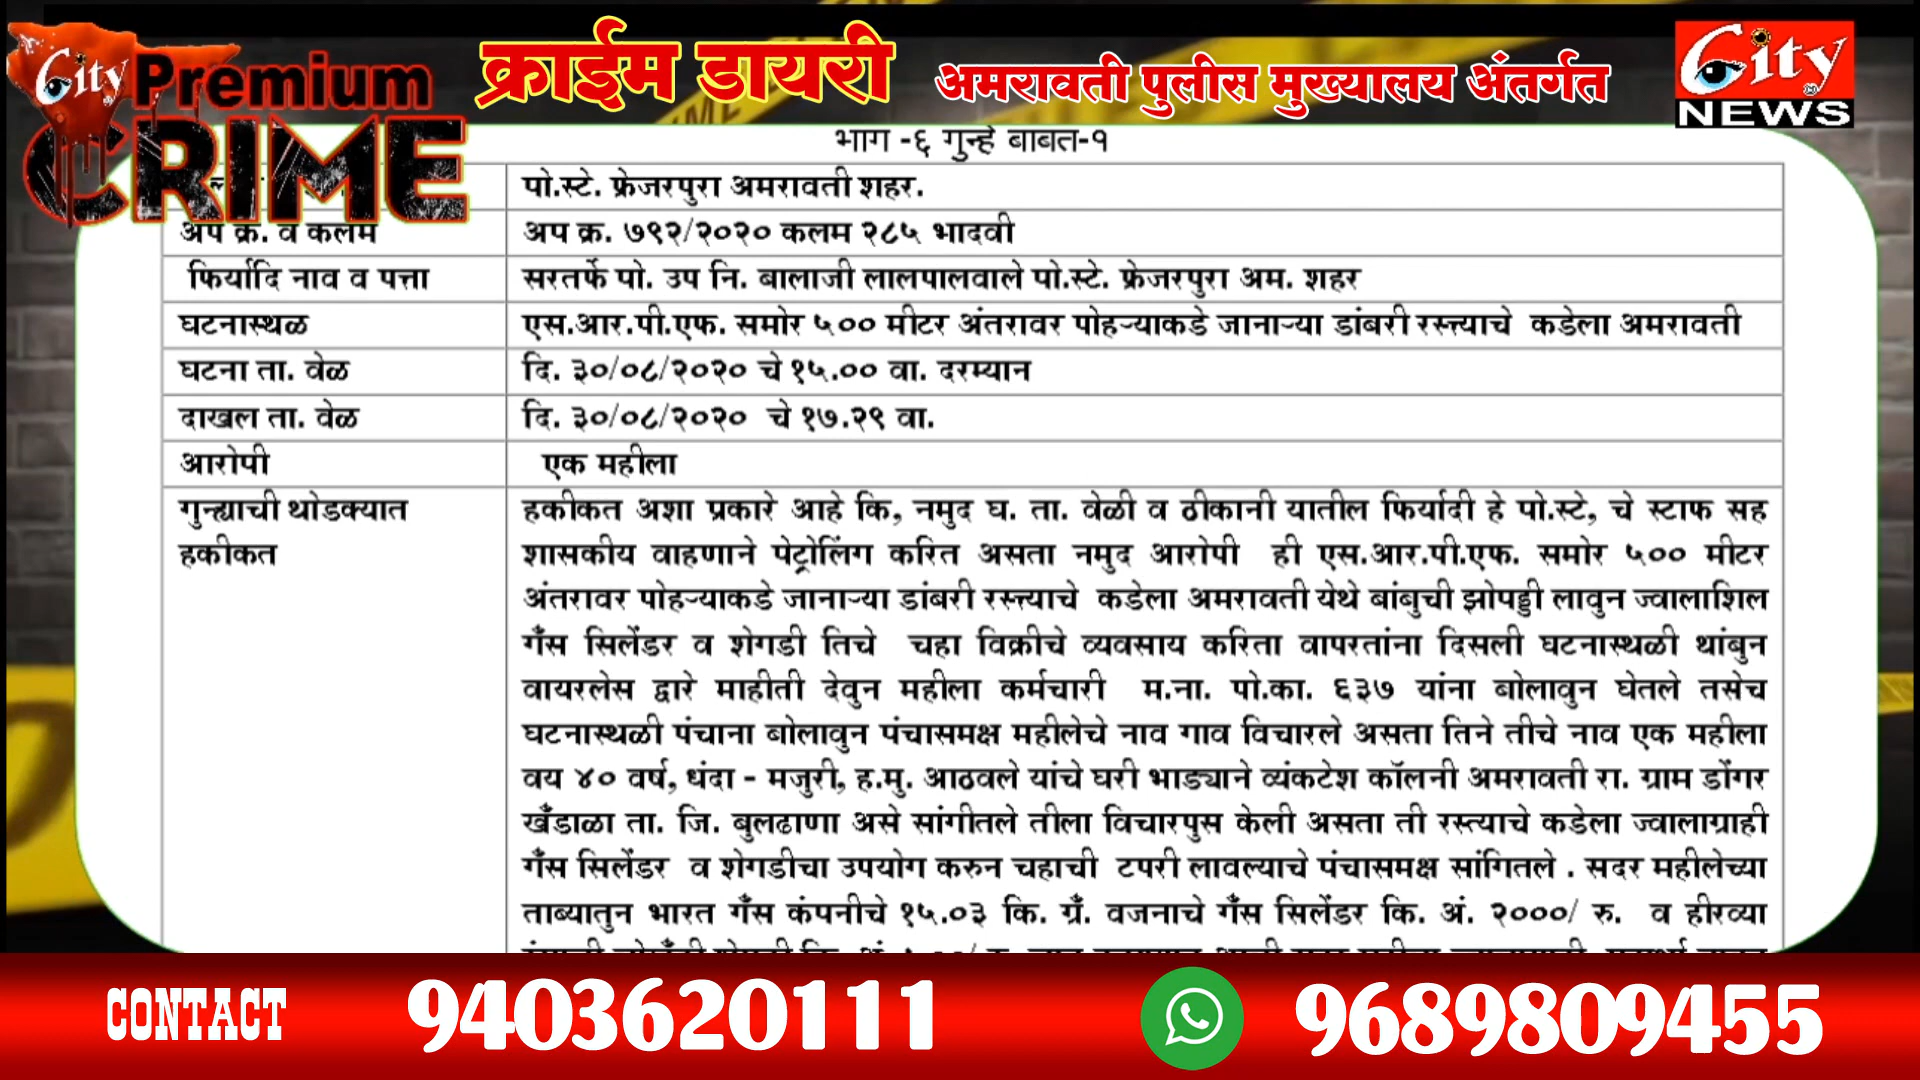 City Premium CRIME
क्राईम डायरी
अमरावती पुलीस मुख्यालय अंतर्गत
City NEWS
भाग -६ गुन्हे बाबत-१
पो.स्टे. फ्रेजरपुरा अमरावती शहर.
अप क्र. व कलम अप क्र. ७९२/२०२० कलम २८५ भादवी
फिर्यादि नाव व पत्ता सरतर्फे पो. उप नि. बालाजी लालपालवाले पो.स्टे. फ्रेजरपुरा अम. शहर
घटनास्थळ एस.आर.पी.एफ. समोर ५०० मीटर अंतरावर पोहऱ्याकडे जानाऱ्या डांबरी रस्त्याचे कडेला अमरावती
घटना ता. वेळ दि. ३०/०८/२०२० चे १५.०० वा. दरम्यान
दाखल ता. वेळ दि. ३०/०८/२०२० चे १७.२९ वा.
आरोपी एक महीला
गुन्ह्याची थोडक्यात हकीकत अशा प्रकारे आहे कि, नमुद घ. ता. वेळी व ठीकानी यातील फिर्यादी हे पो.स्टे, चे स्टाफ सह
हकीकत शासकीय वाहणाने पेट्रोलिंग करित असता नमुद आरोपी ही एस.आर.पी.एफ. समोर ५०० मीटर
अंतरावर पोहऱ्याकडे जानाऱ्या डांबरी रस्त्याचे कडेला अमरावती येथे बांबुची झोपड्डी लावुन ज्वालाशिल
गँस सिलेंडर व शेगडी तिचे चहा विक्रीचे व्यवसाय करिता वापरतांना दिसली घटनास्थळी थांबुन
वायरलेस द्वारे माहीती देवुन महीला कर्मचारी म.ना. पो.का. ६३७ यांना बोलावुन घेतले तसेच
घटनास्थळी पंचाना बोलावुन पंचासमक्ष महीलेचे नाव गाव विचारले असता तिने तीचे नाव एक महीला
वय ४० वर्ष, धंदा - मजुरी, ह.मु. आठवले यांचे घरी भाड्याने व्यंकटेश कॉलनी अमरावती रा. ग्राम डोंगर
खँडाळा ता. जि. बुलढाणा असे सांगीतले तीला विचारपुस केली असता ती रस्त्याचे कडेला ज्वालाग्राही
गँस सिलेंडर व शेगडीचा उपयोग करुन चहाची टपरी लावल्याचे पंचासमक्ष सांगितले . सदर महीलेच्या
ताब्यातुन भारत गँस कंपनीचे १५.०३ कि. ग्रँ. वजनाचे गँस सिलेंडर कि. अं. २०००/ रु. व हीरव्या
CONTACT 9403620111 9689809455